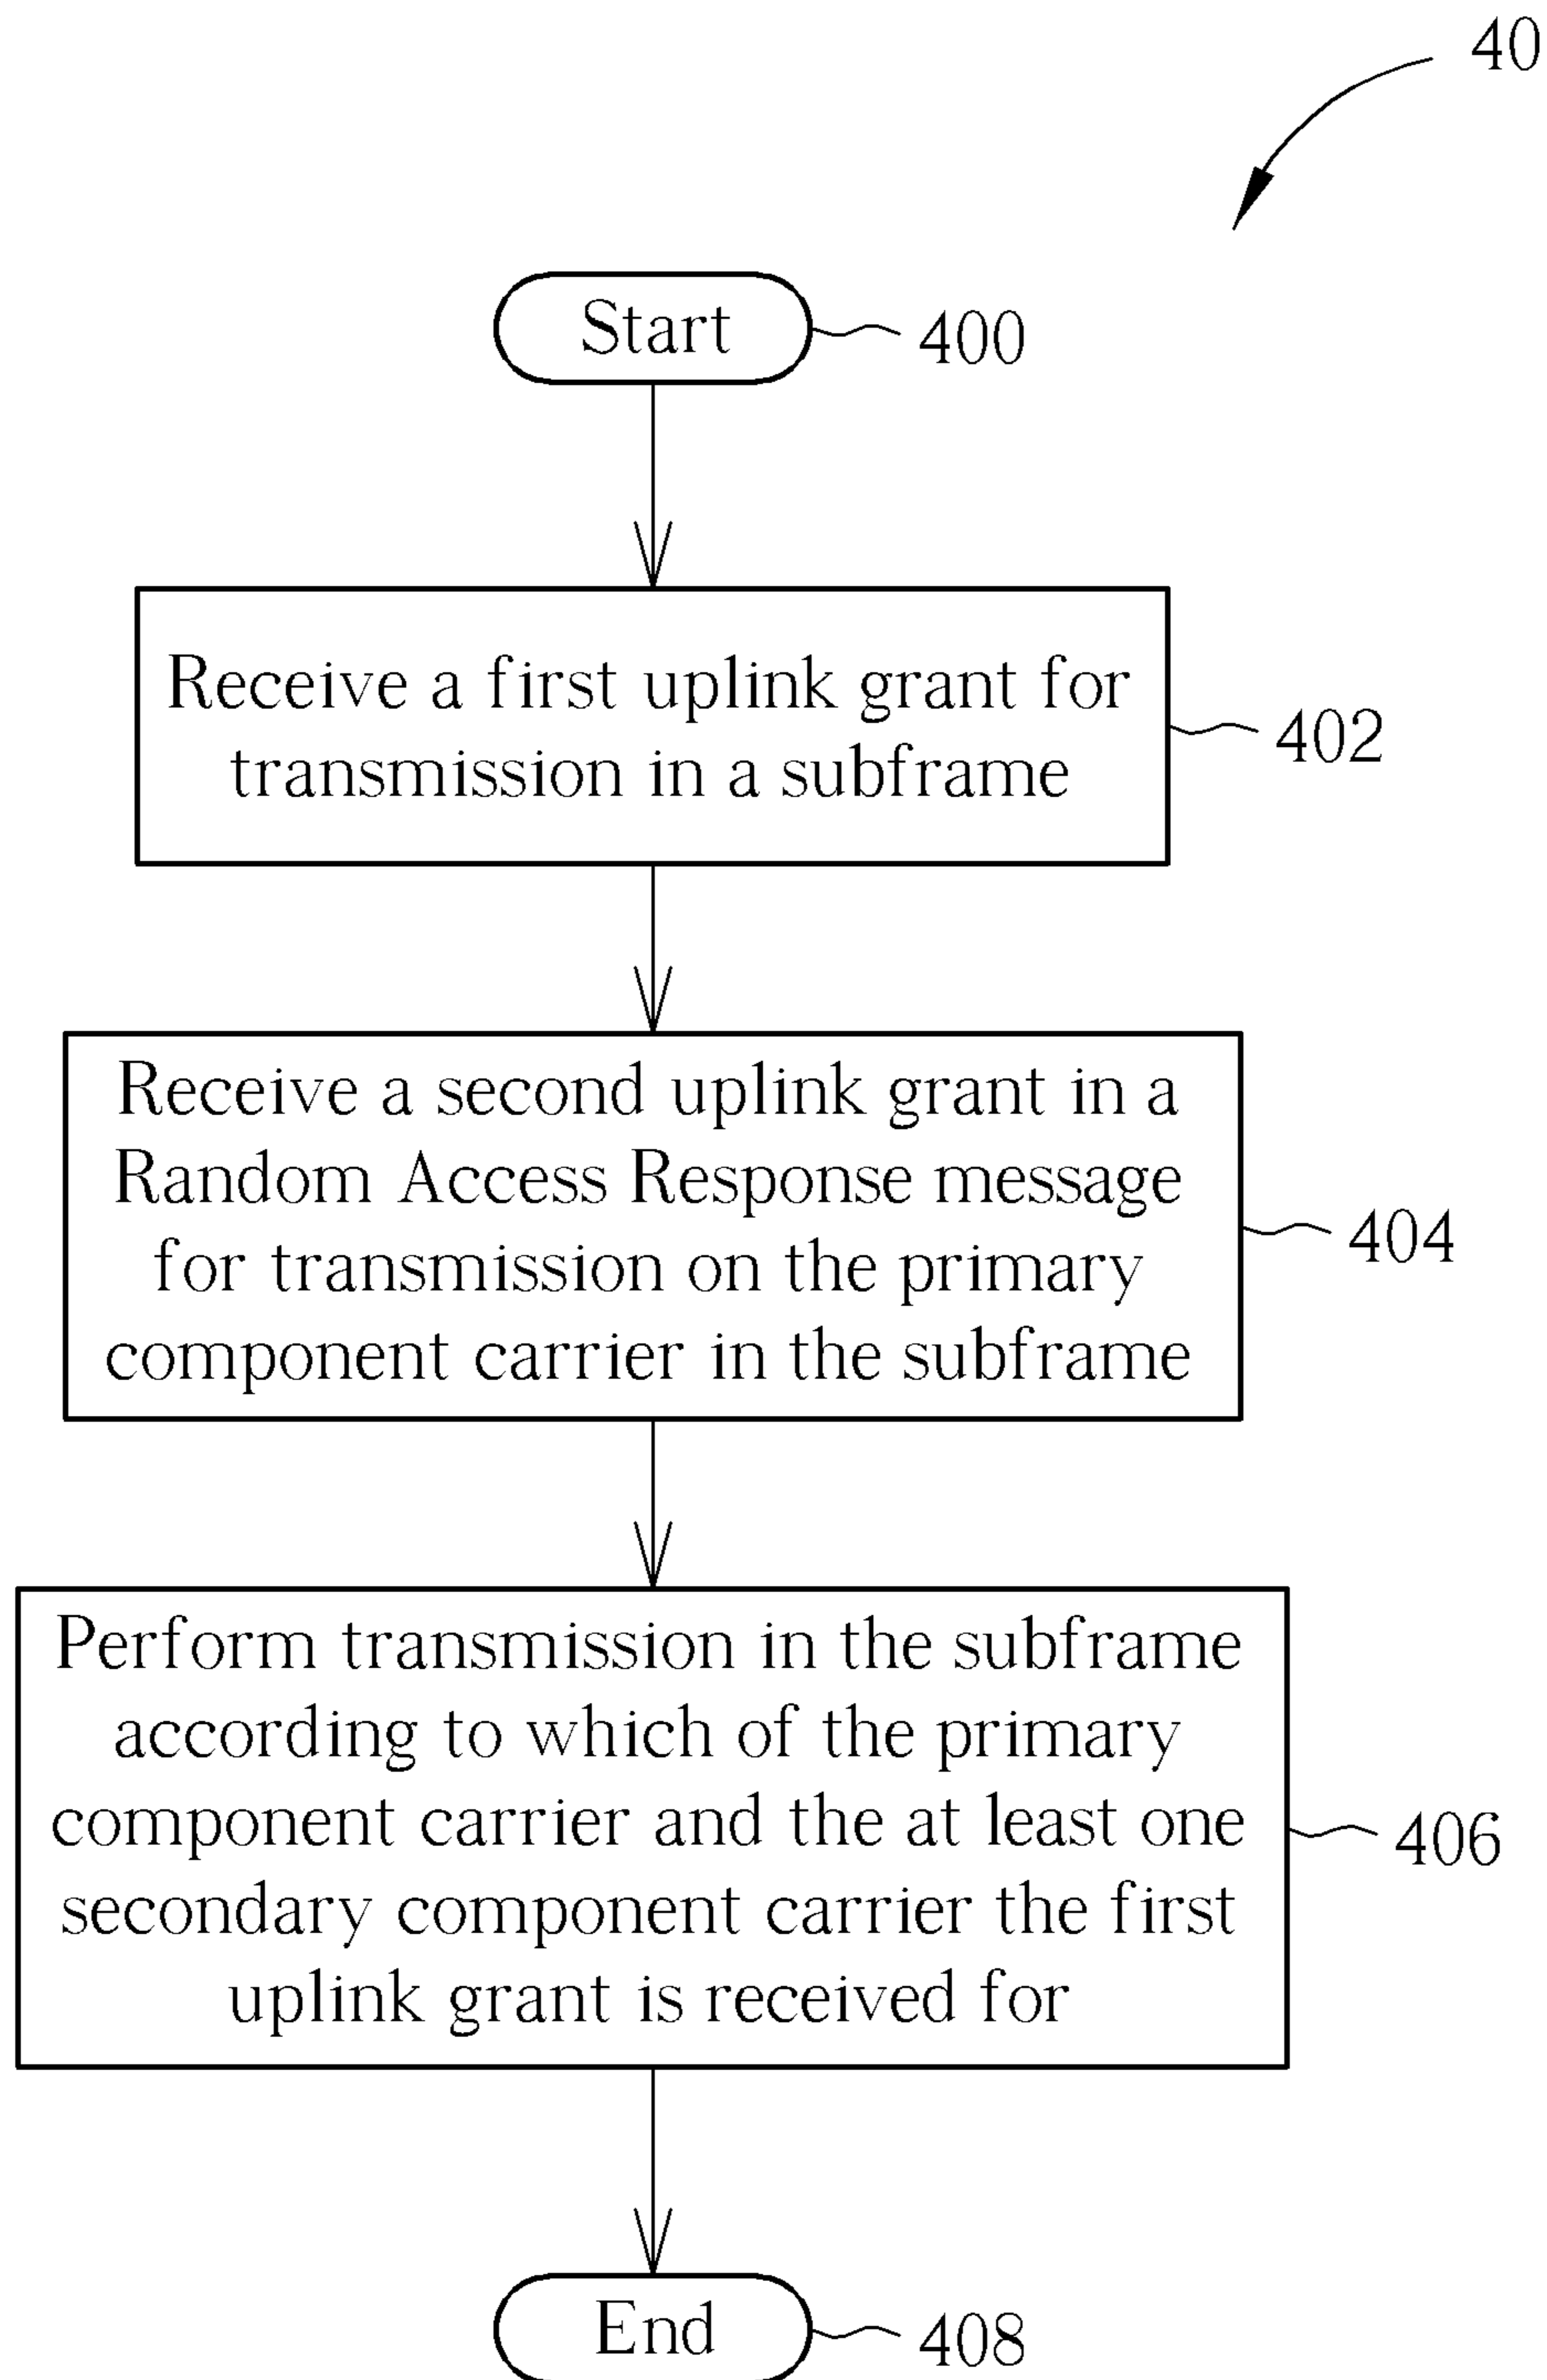 40
Start
400
Receive a first uplink grant for
transmission in a subframe
402
Receive a second uplink grant in a
Random Access Response message
for transmission on the primary
component carrier in the subframe
404
Perform transmission in the subframe
according to which of the primary
component carrier and the at least one
secondary component carrier the first
uplink grant is received for
406
End
408